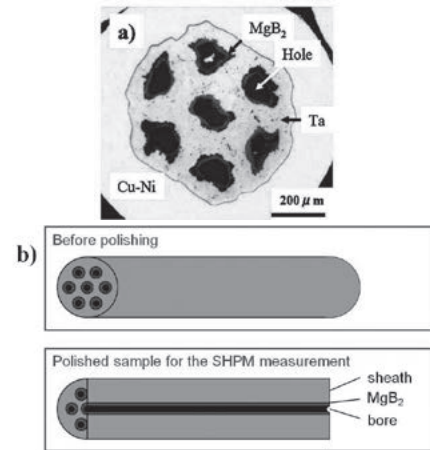 a)
MgB₂
Hole
Ta
Cu-Ni
200 μm
b)
Before polishing
Polished sample for the SHPM measurement
sheath
MgB₂
bore